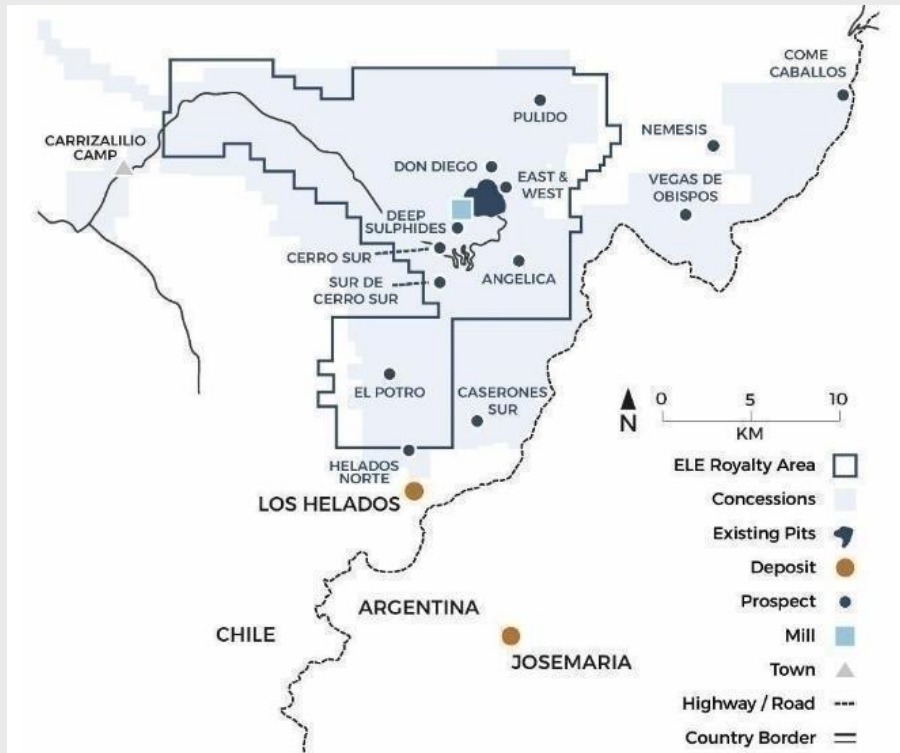 COME
CABALLOS
PULIDO
NEMESIS
CARRIZALILIO
CAMP
DON DIEGO
EAST &
WEST
VEGAS DE
OBISPOS
DEEP
SULPHIDES
CERRO SUR
ANGELICA
SUR DE
CERRO SUR
EL POTRO
CASERONES
SUR
N
0 5 10
KM
HELADOS
NORTE
LOS HELADOS
ARGENTINA
CHILE
JOSEMARIA
ELE Royalty Area
Concessions
Existing Pits
Deposit
Prospect
Mill
Town
Highway / Road
Country Border